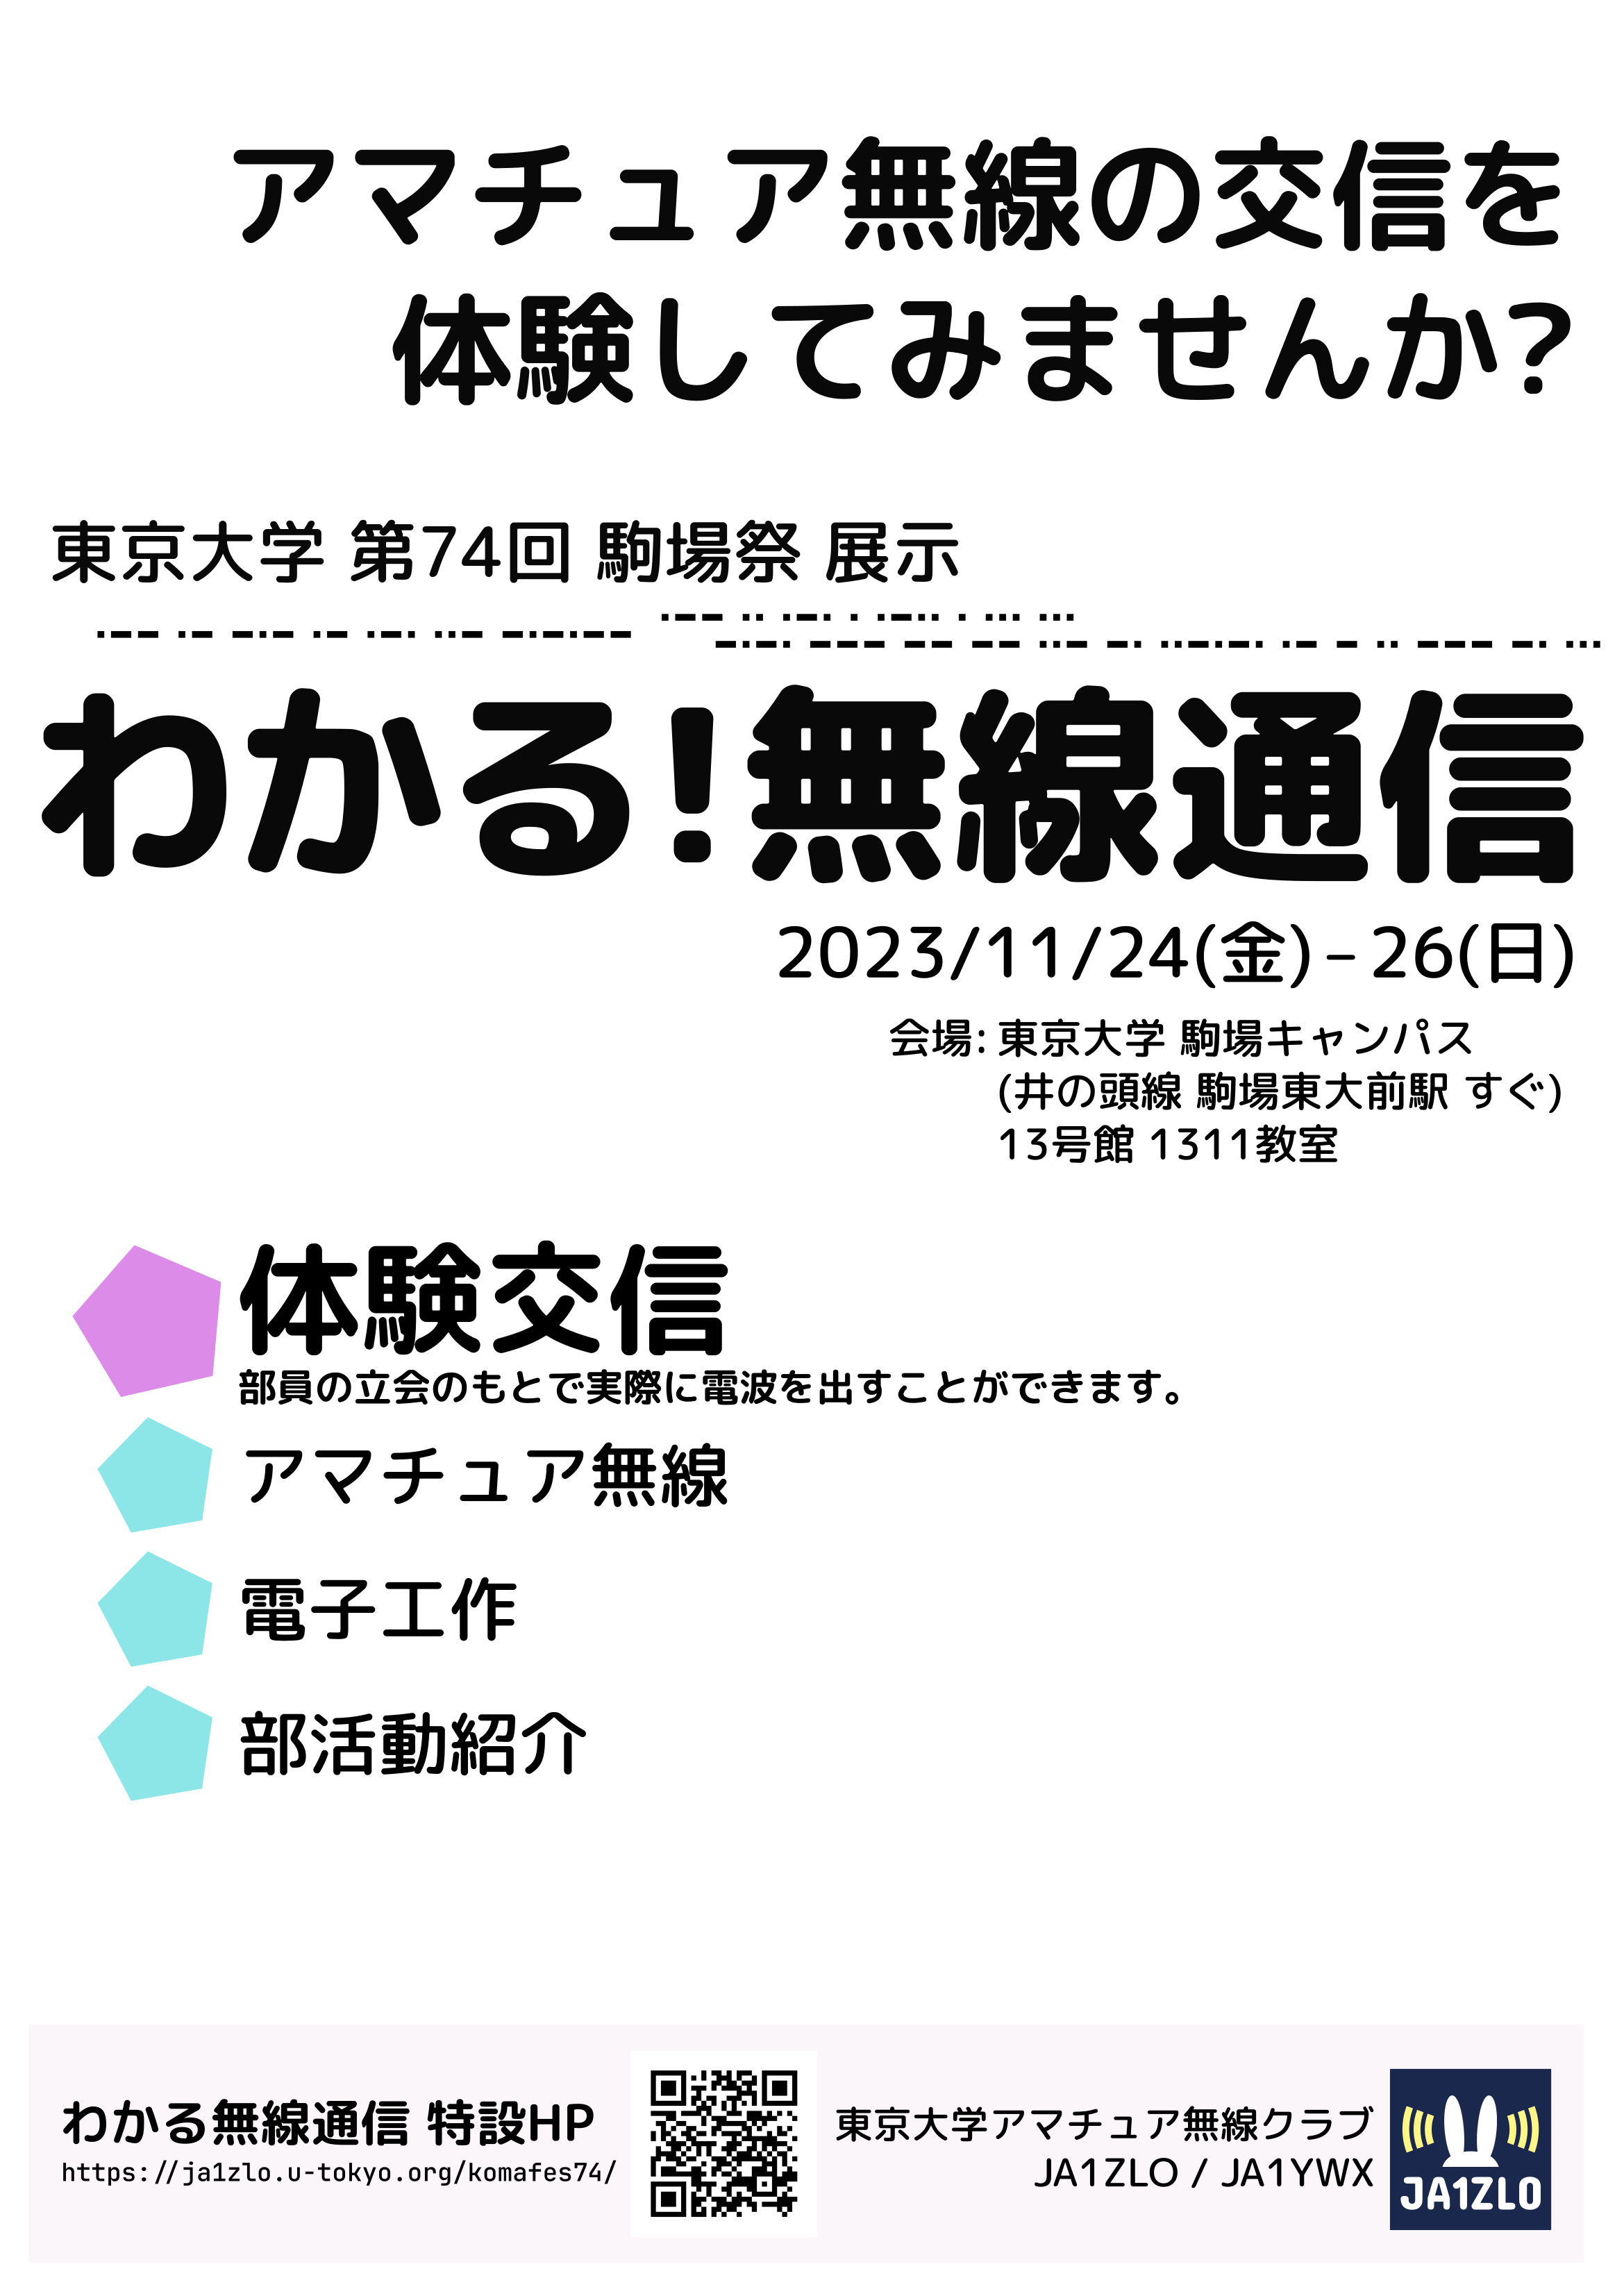 アマチュア無線の交信を
体験してみませんか?
東京大学 第74回 駒場祭 展示
わかる!無線通信
2023/11/24(金)–26(日)
会場: 東京大学 駒場キャンパス
(井の頭線 駒場東大前駅 すぐ)
13号館 1311教室
体験交信
部員の立会のもとで実際に電波を出すことができます。
アマチュア無線
電子工作
部活動紹介
わかる無線通信 特設HP
https://ja1zlo.u-tokyo.org/komafes74/
東京大学アマチュア無線クラブ
JA1ZLO / JA1YWX
JA1ZLO